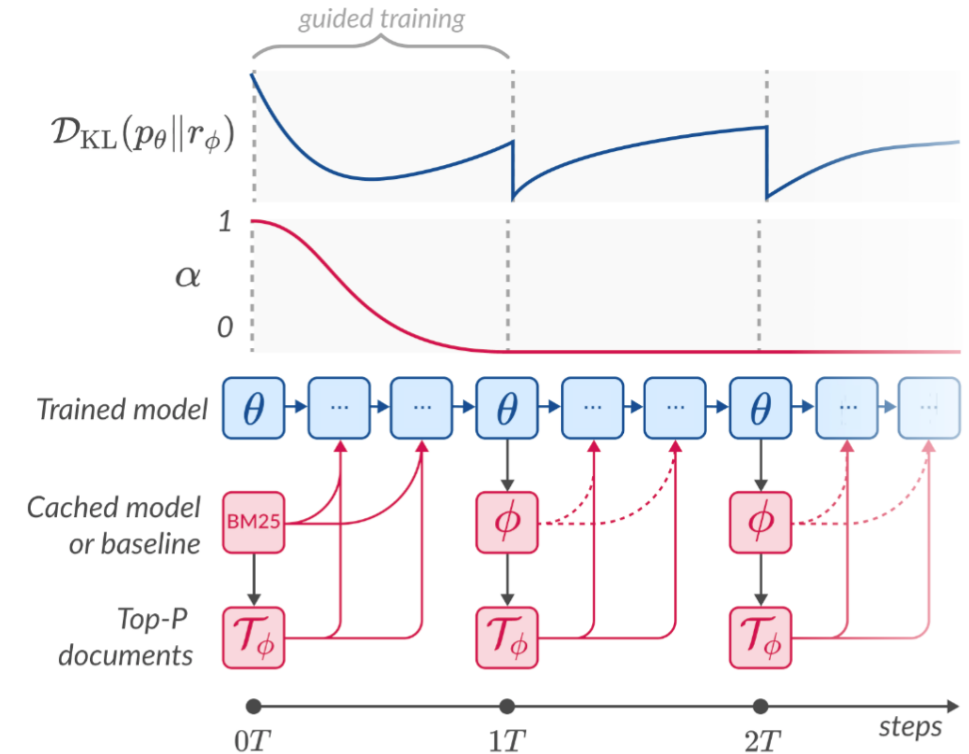 guided training
𝒟_KL(p_θ‖r_ϕ)
1
α
0
Trained model
θ ... ... θ ... ... θ ... ...
Cached model
or baseline
BM25 ϕ ϕ
Top-P
documents
𝒯_ϕ 𝒯_ϕ 𝒯_ϕ
steps
0T 1T 2T